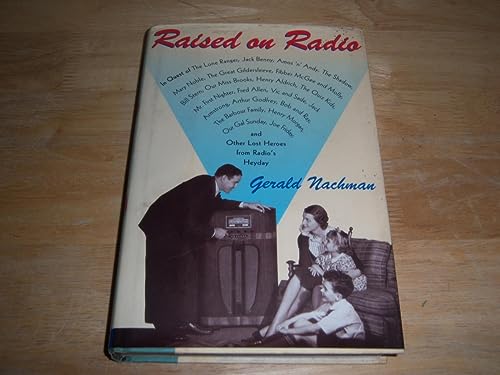 Raised on Radio
In Quest of The Lone Ranger, Jack Benny, Amos 'n' Andy, The Shadow,
Mary Noble, The Great Gildersleeve, Fibber McGee and Molly,
Bill Stern, Our Miss Brooks, Henry Aldrich, The Quiz Kids,
Mr. First Nighter, Fred Allen, Vic and Sade, Jack
Armstrong, Arthur Godfrey, Bob and Ray,
The Barbour Family, Henry Morgan,
Our Gal Sunday, Joe Friday,
and
Other Lost Heroes
from Radio's
Heyday
Gerald Nachman